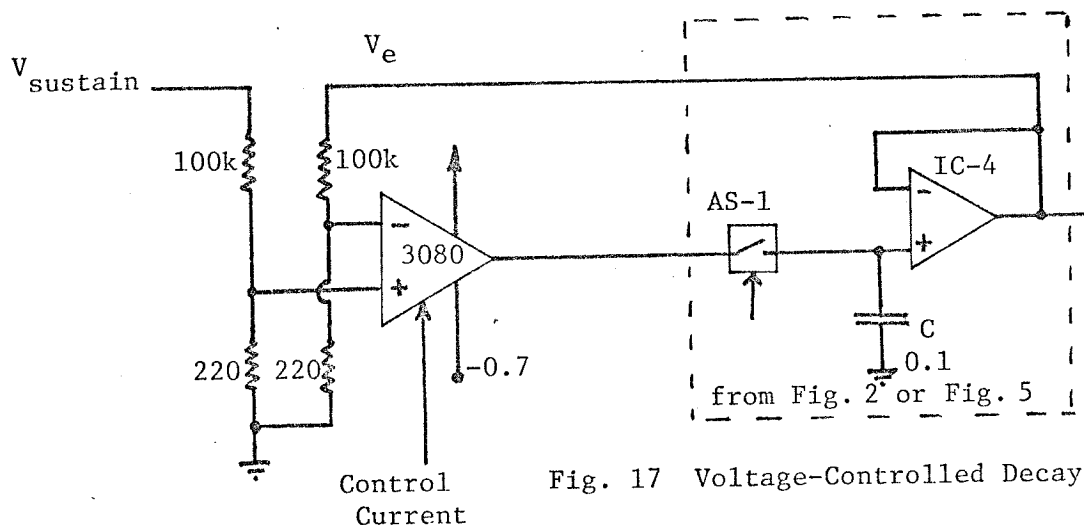 V_e
V_sustain
100k
100k
IC-4
AS-1
-
-
3080
+
+
220
220
-0.7
C
0.1
from Fig. 2 or Fig. 5
Control
Current
Fig. 17 Voltage-Controlled Decay